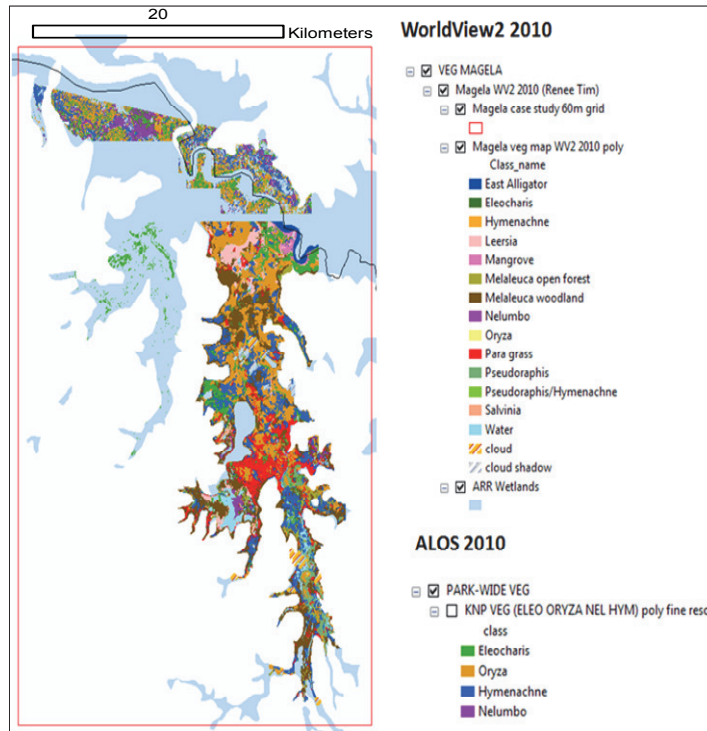 20
Kilometers
WorldView2 2010
VEG MAGELA
Magela WV2 2010 (Renee Tim)
Magela case study 60m grid
Magela veg map WV2 2010 poly
Class_name
East Alligator
Eleocharis
Hymenachne
Leersia
Mangrove
Melaleuca open forest
Melaleuca woodland
Nelumbo
Oryza
Para grass
Pseudoraphis
Pseudoraphis/Hymenachne
Salvinia
Water
cloud
cloud shadow
ARR Wetlands
ALOS 2010
PARK-WIDE VEG
KNP VEG (ELEO ORYZA NEL HYM) poly fine reso
class
Eleocharis
Oryza
Hymenachne
Nelumbo